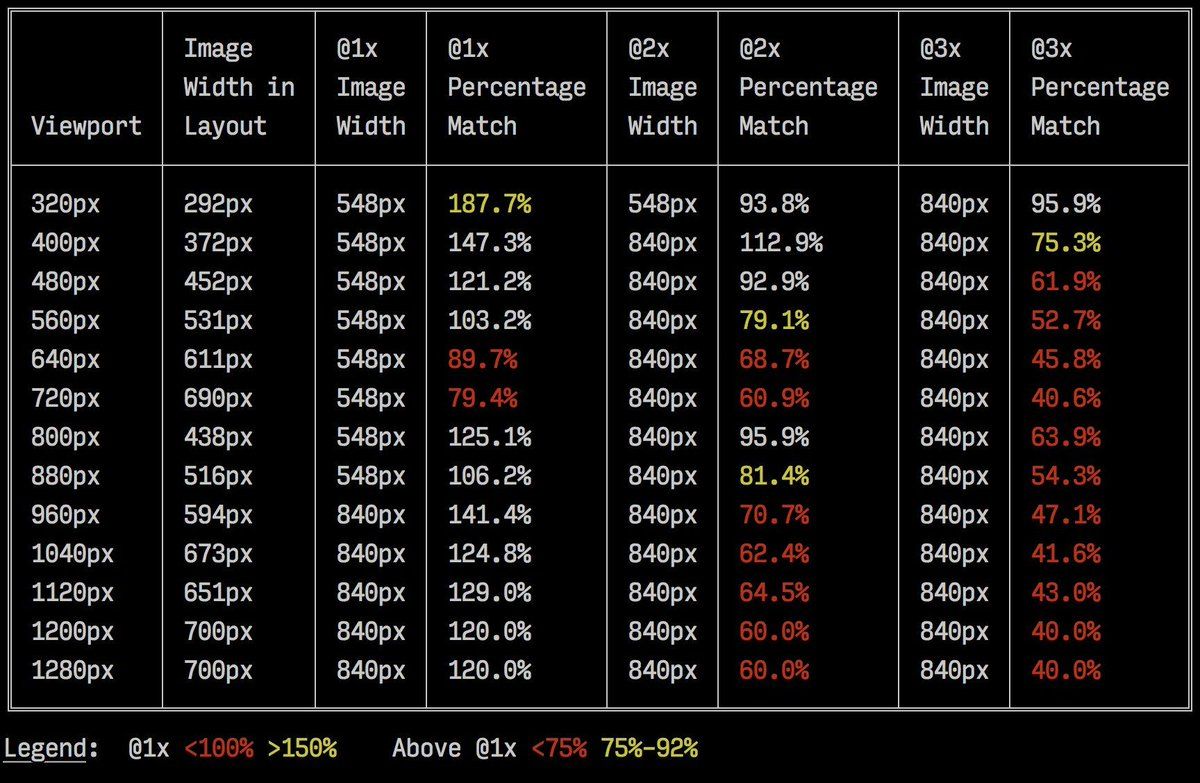 Image @1x @1x @2x @2x @3x @3x
Width in Image Percentage Image Percentage Image Percentage
Viewport Layout Width Match Width Match Width Match
320px 292px 548px 187.7% 548px 93.8% 840px 95.9%
400px 372px 548px 147.3% 840px 112.9% 840px 75.3%
480px 452px 548px 121.2% 840px 92.9% 840px 61.9%
560px 531px 548px 103.2% 840px 79.1% 840px 52.7%
640px 611px 548px 89.7% 840px 68.7% 840px 45.8%
720px 690px 548px 79.4% 840px 60.9% 840px 40.6%
800px 438px 548px 125.1% 840px 95.9% 840px 63.9%
880px 516px 548px 106.2% 840px 81.4% 840px 54.3%
960px 594px 840px 141.4% 840px 70.7% 840px 47.1%
1040px 673px 840px 124.8% 840px 62.4% 840px 41.6%
1120px 651px 840px 129.0% 840px 64.5% 840px 43.0%
1200px 700px 840px 120.0% 840px 60.0% 840px 40.0%
1280px 700px 840px 120.0% 840px 60.0% 840px 40.0%
Legend: @1x <100% >150% Above @1x <75% 75%-92%